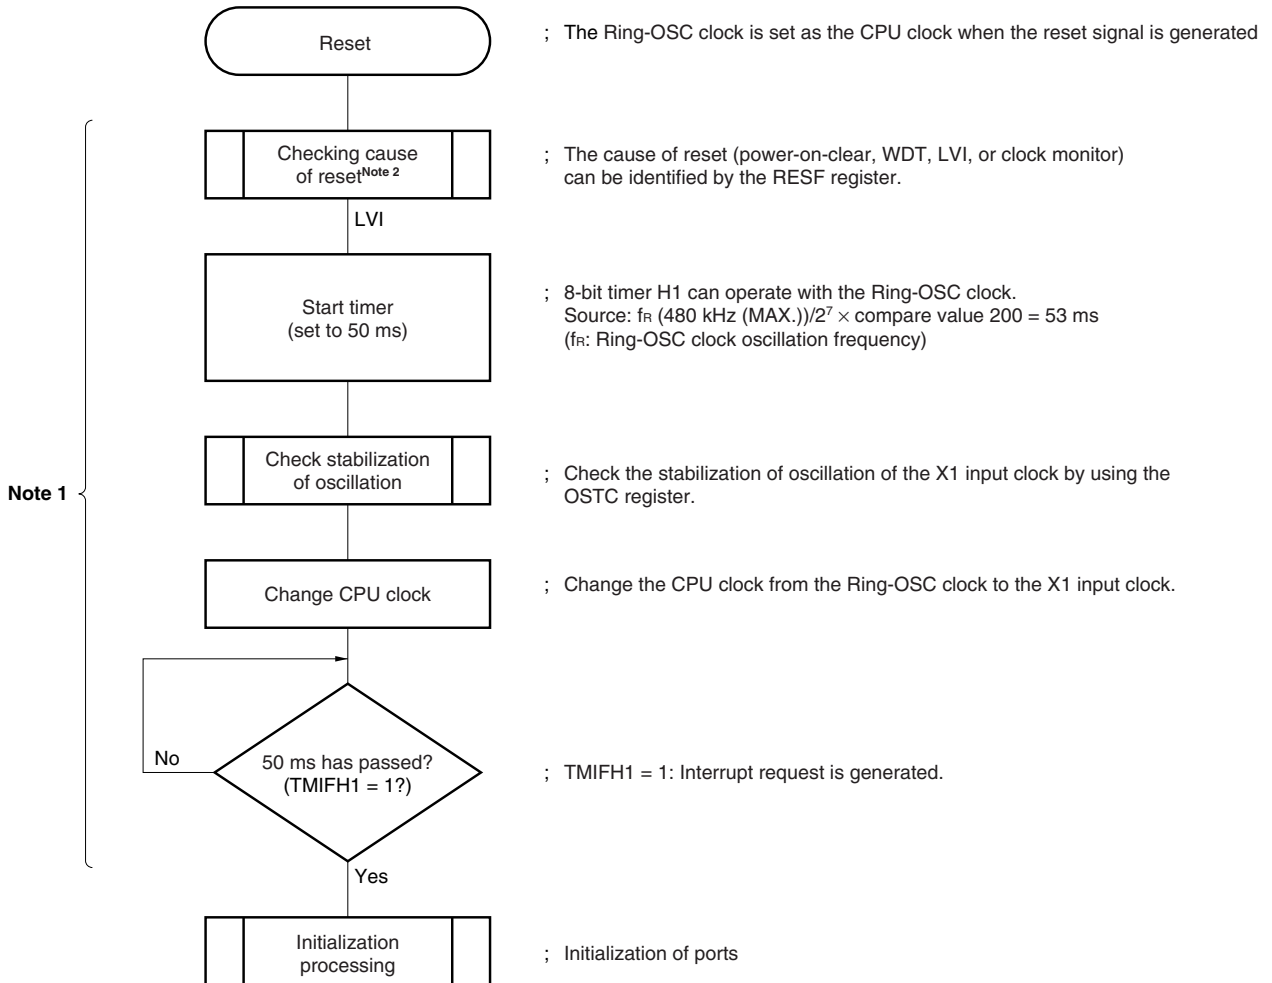 Reset
; The Ring-OSC clock is set as the CPU clock when the reset signal is generated
Checking cause
of reset^Note 2
; The cause of reset (power-on-clear, WDT, LVI, or clock monitor)
can be identified by the RESF register.
LVI
Start timer
(set to 50 ms)
; 8-bit timer H1 can operate with the Ring-OSC clock.
Source: fR (480 kHz (MAX.))/2⁷ × compare value 200 = 53 ms
(fR: Ring-OSC clock oscillation frequency)
Note 1
Check stabilization
of oscillation
; Check the stabilization of oscillation of the X1 input clock by using the
OSTC register.
Change CPU clock
; Change the CPU clock from the Ring-OSC clock to the X1 input clock.
No
50 ms has passed?
(TMIFH1 = 1?)
; TMIFH1 = 1: Interrupt request is generated.
Yes
Initialization
processing
; Initialization of ports